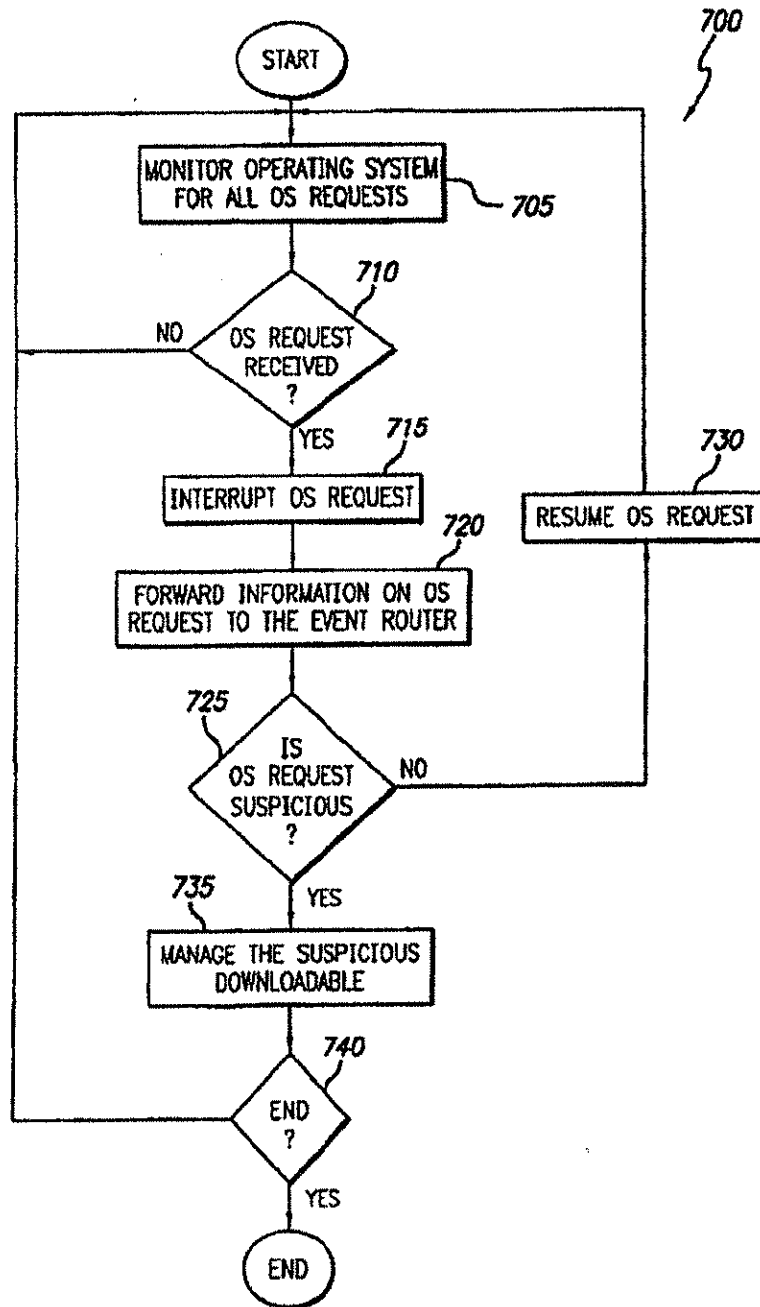 700
START
MONITOR OPERATING SYSTEM
FOR ALL OS REQUESTS
705
710
NO
OS REQUEST
RECEIVED
?
YES
715
INTERRUPT OS REQUEST
730
RESUME OS REQUEST
720
FORWARD INFORMATION ON OS
REQUEST TO THE EVENT ROUTER
725
IS
OS REQUEST
SUSPICIOUS
?
NO
YES
735
MANAGE THE SUSPICIOUS
DOWNLOADABLE
740
END
?
YES
END